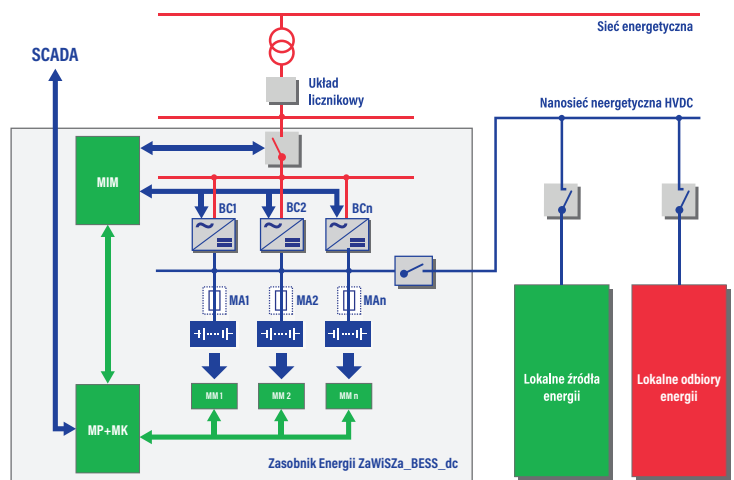 Sieć energetyczna
SCADA
Układ
licznikowy
Nanosieć neergetyczna HVDC
MIM
BC1
BC2
BCn
MA1
MA2
MAn
Lokalne źródła
energii
Lokalne odbiory
energii
MM 1
MM 2
MM n
MP+MK
Zasobnik Energii ZaWiSZa_BESS_dc